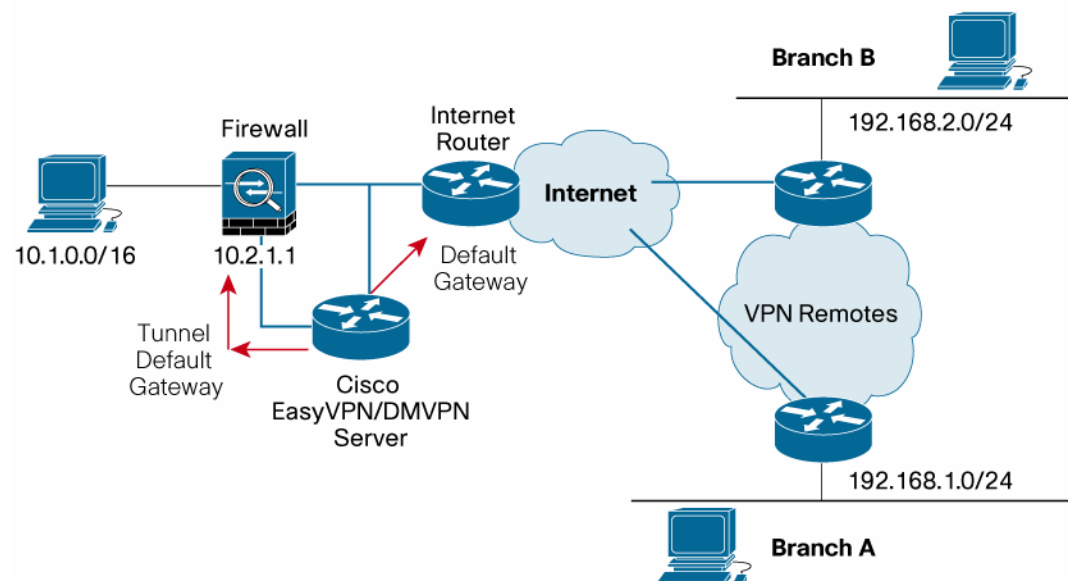 Branch B
192.168.2.0/24
Firewall
Internet
Router
Internet
10.1.0.0/16
10.2.1.1
Default
Gateway
Tunnel
Default
Gateway
VPN Remotes
Cisco
EasyVPN/DMVPN
Server
192.168.1.0/24
Branch A